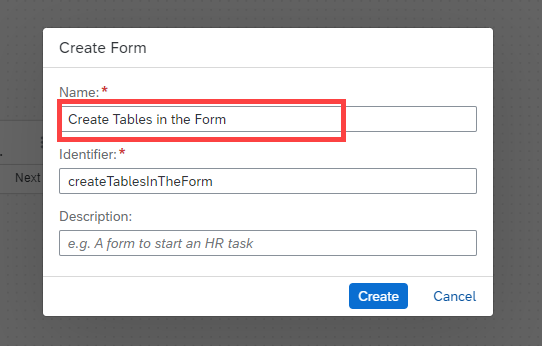 Create Form
Name:*
Create Tables in the Form
Identifier:*
createTablesInTheForm
Next
Description:
e.g. A form to start an HR task
Create Cancel